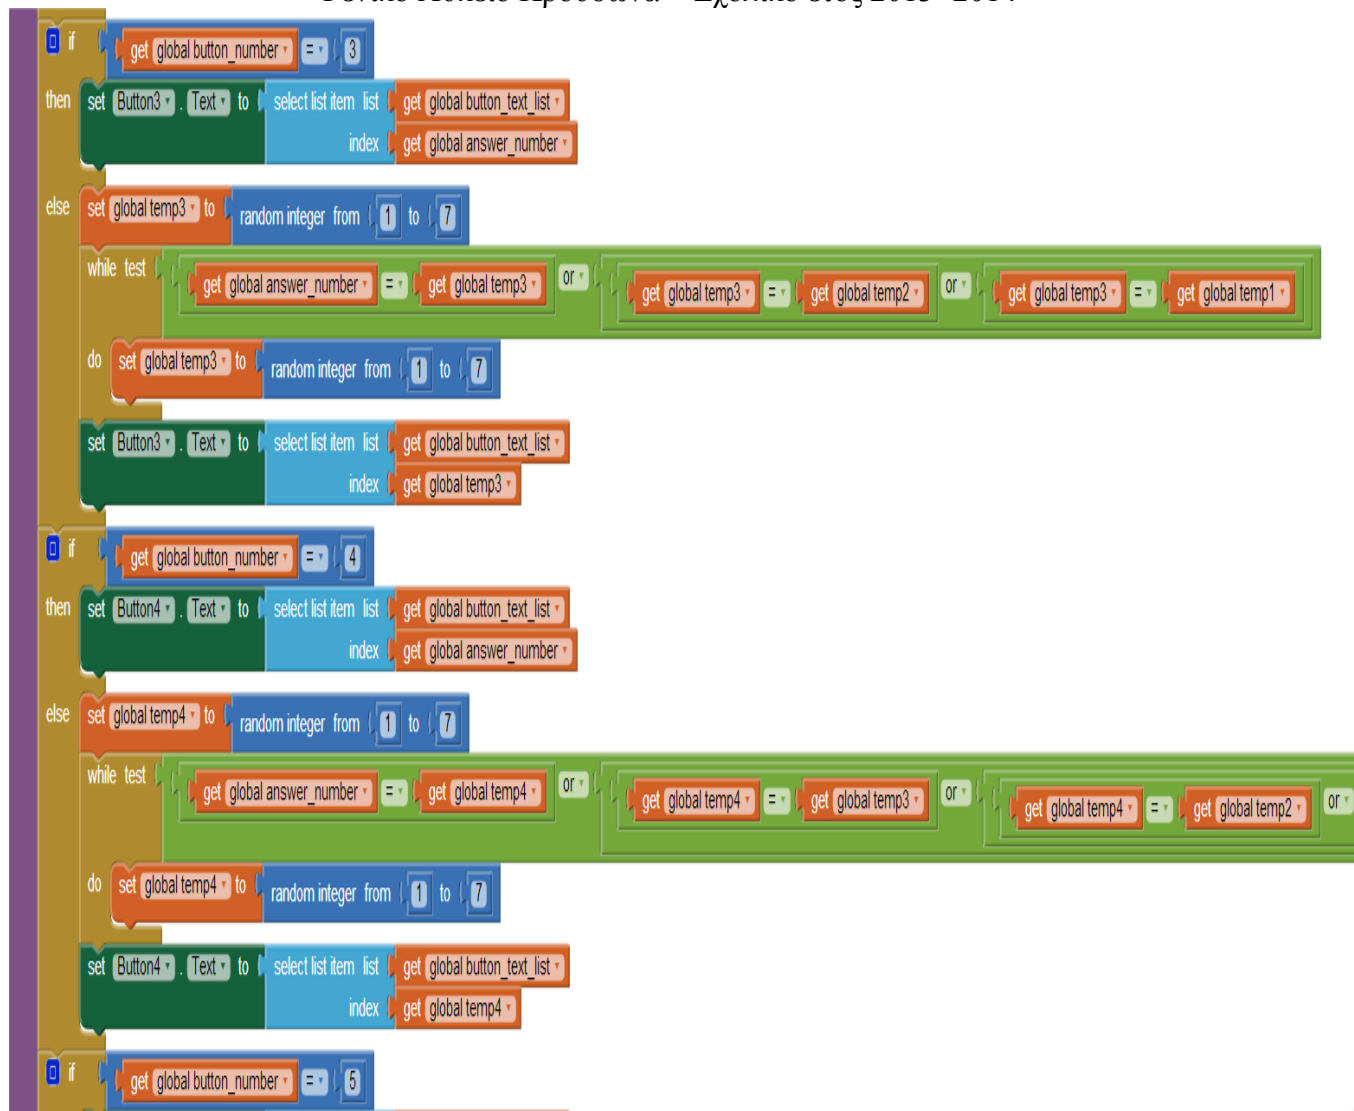 if get global button_number = 3
then set Button3 . Text to select list item list get global button_text_list
index get global answer_number
else set global temp3 to random integer from 1 to 7
while test get global answer_number = get global temp3 or get global temp3 = get global temp2 or get global temp3 = get global temp1
do set global temp3 to random integer from 1 to 7
set Button3 . Text to select list item list get global button_text_list
index get global temp3
if get global button_number = 4
then set Button4 . Text to select list item list get global button_text_list
index get global answer_number
else set global temp4 to random integer from 1 to 7
while test get global answer_number = get global temp4 or get global temp4 = get global temp3 or get global temp4 = get global temp2 or
do set global temp4 to random integer from 1 to 7
set Button4 . Text to select list item list get global button_text_list
index get global temp4
if get global button_number = 5